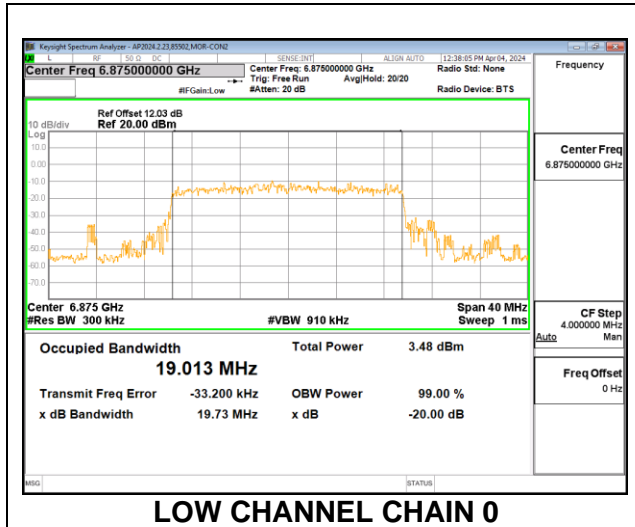 Keysight Spectrum Analyzer - AP2024.2.23,85502,MOR-CON2
L RF 50 Ω DC SENSE:INT ALIGN AUTO 12:38:05 PM Apr 04, 2024
Center Freq 6.875000000 GHz
Center Freq: 6.875000000 GHz Radio Std: None
Trig: Free Run Avg|Hold: 20/20
#IFGain:Low #Atten: 20 dB Radio Device: BTS
Frequency
Ref Offset 12.03 dB
10 dB/div Ref 20.00 dBm
Log
10.0
0.00
-10.0
-20.0
-30.0
-40.0
-50.0
-60.0
-70.0
Center 6.875 GHz Span 40 MHz
#Res BW 300 kHz #VBW 910 kHz Sweep 1 ms
Center Freq
6.875000000 GHz
CF Step
4.000000 MHz
Auto Man
Freq Offset
0 Hz
Occupied Bandwidth Total Power 3.48 dBm
19.013 MHz
Transmit Freq Error -33.200 kHz OBW Power 99.00 %
x dB Bandwidth 19.73 MHz x dB -20.00 dB
MSG STATUS
LOW CHANNEL CHAIN 0